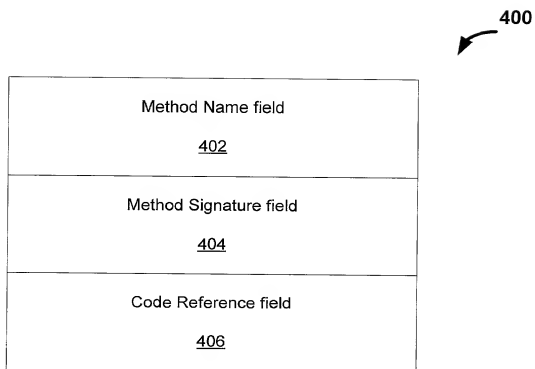 400
Method Name field
402
Method Signature field
404
Code Reference field
406